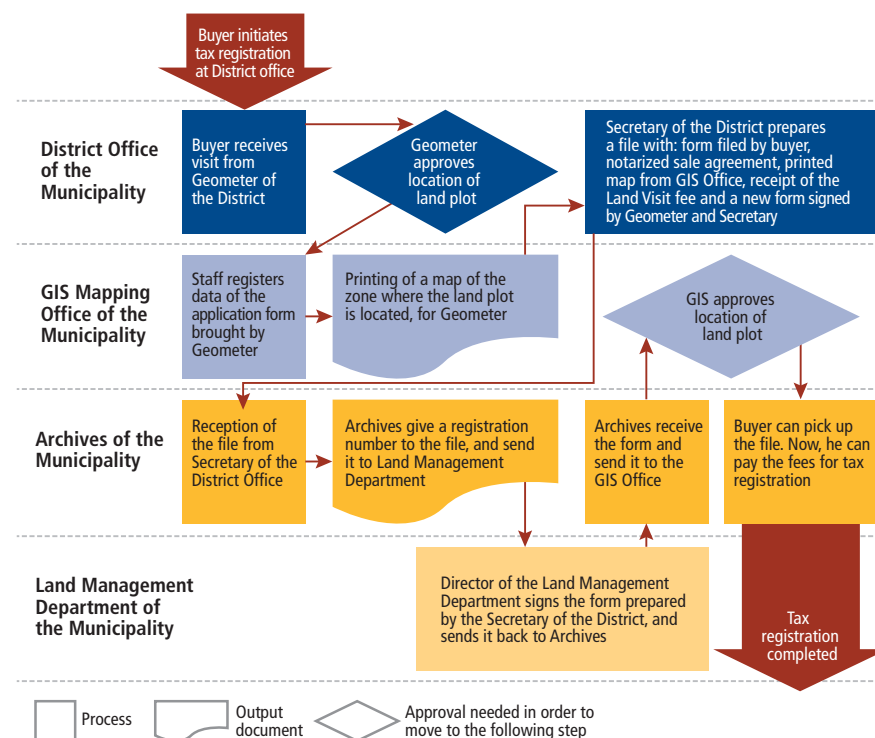 Buyer initiates
tax registration
at District office
District Office
of the
Municipality
Buyer receives
visit from
Geometer of
the District
Geometer
approves
location of
land plot
Secretary of the District prepares
a file with: form filed by buyer,
notarized sale agreement, printed
map from GIS Office, receipt of the
Land Visit fee and a new form signed
by Geometer and Secretary
GIS Mapping
Office of the
Municipality
Staff registers
data of the
application form
brought by
Geometer
Printing of a map of the
zone where the land plot
is located, for Geometer
GIS approves
location of
land plot
Archives of the
Municipality
Reception of
the file from
Secretary of the
District Office
Archives give a registration
number to the file, and send
it to Land Management
Department
Archives receive
the form and
send it to the
GIS Office
Buyer can pick up
the file. Now, he can
pay the fees for tax
registration
Land Management
Department of
the Municipality
Director of the Land Management
Department signs the form prepared
by the Secretary of the District, and
sends it back to Archives
Tax
registration
completed
Process
Output
document
Approval needed in order to
move to the following step